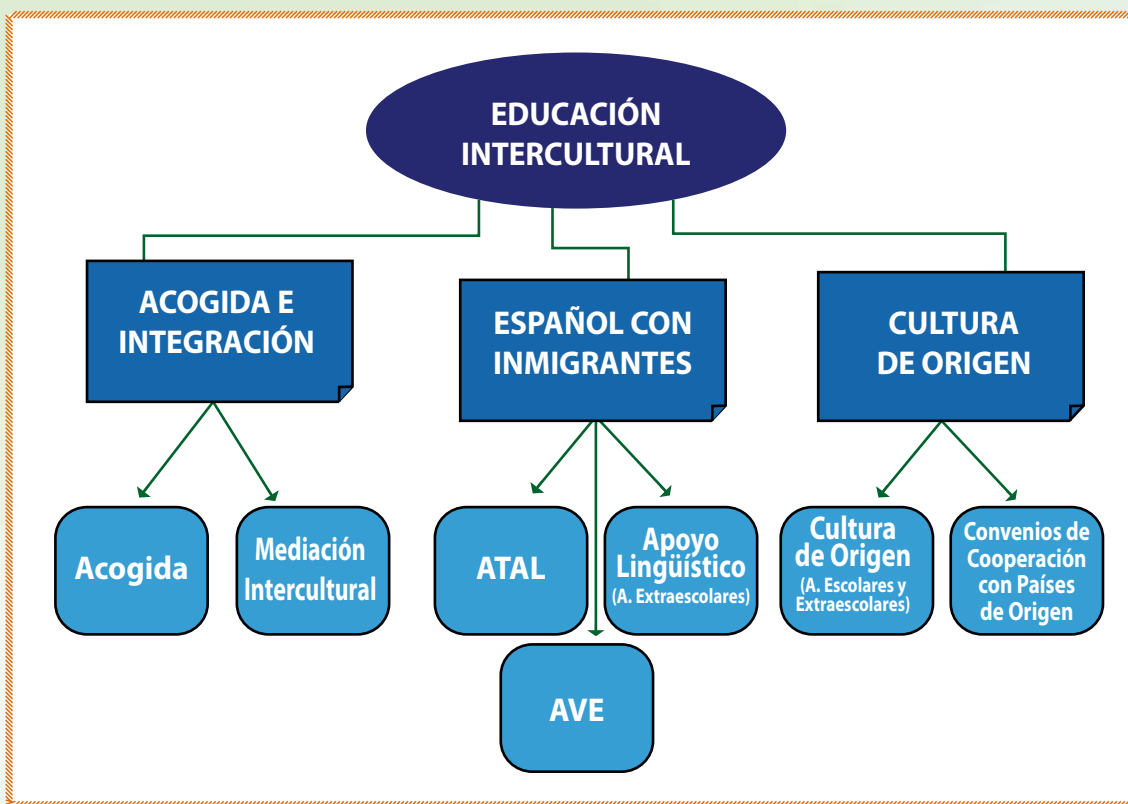 EDUCACIÓN
INTERCULTURAL
ACOGIDA E
INTEGRACIÓN
ESPAÑOL CON
INMIGRANTES
CULTURA
DE ORIGEN
Acogida
Mediación
Intercultural
ATAL
Apoyo
Lingüístico
(A. Extraescolares)
Cultura
de Origen
(A. Escolares y
Extraescolares)
Convenios de
Cooperación
con Países
de Origen
AVE